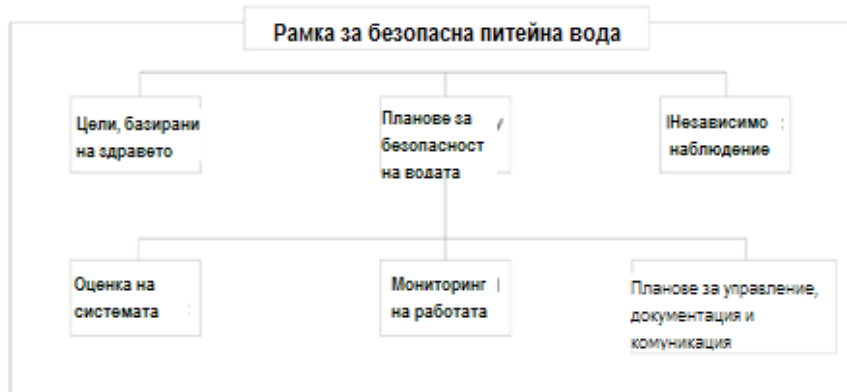 Рамка за безопасна питейна вода
Цели, базирани
на здравето
Планове за
безопасност
на водата
Независимо
наблюдение
Оценка на
системата
Мониторинг
на работата
Планове за управление,
документация и
комуникация